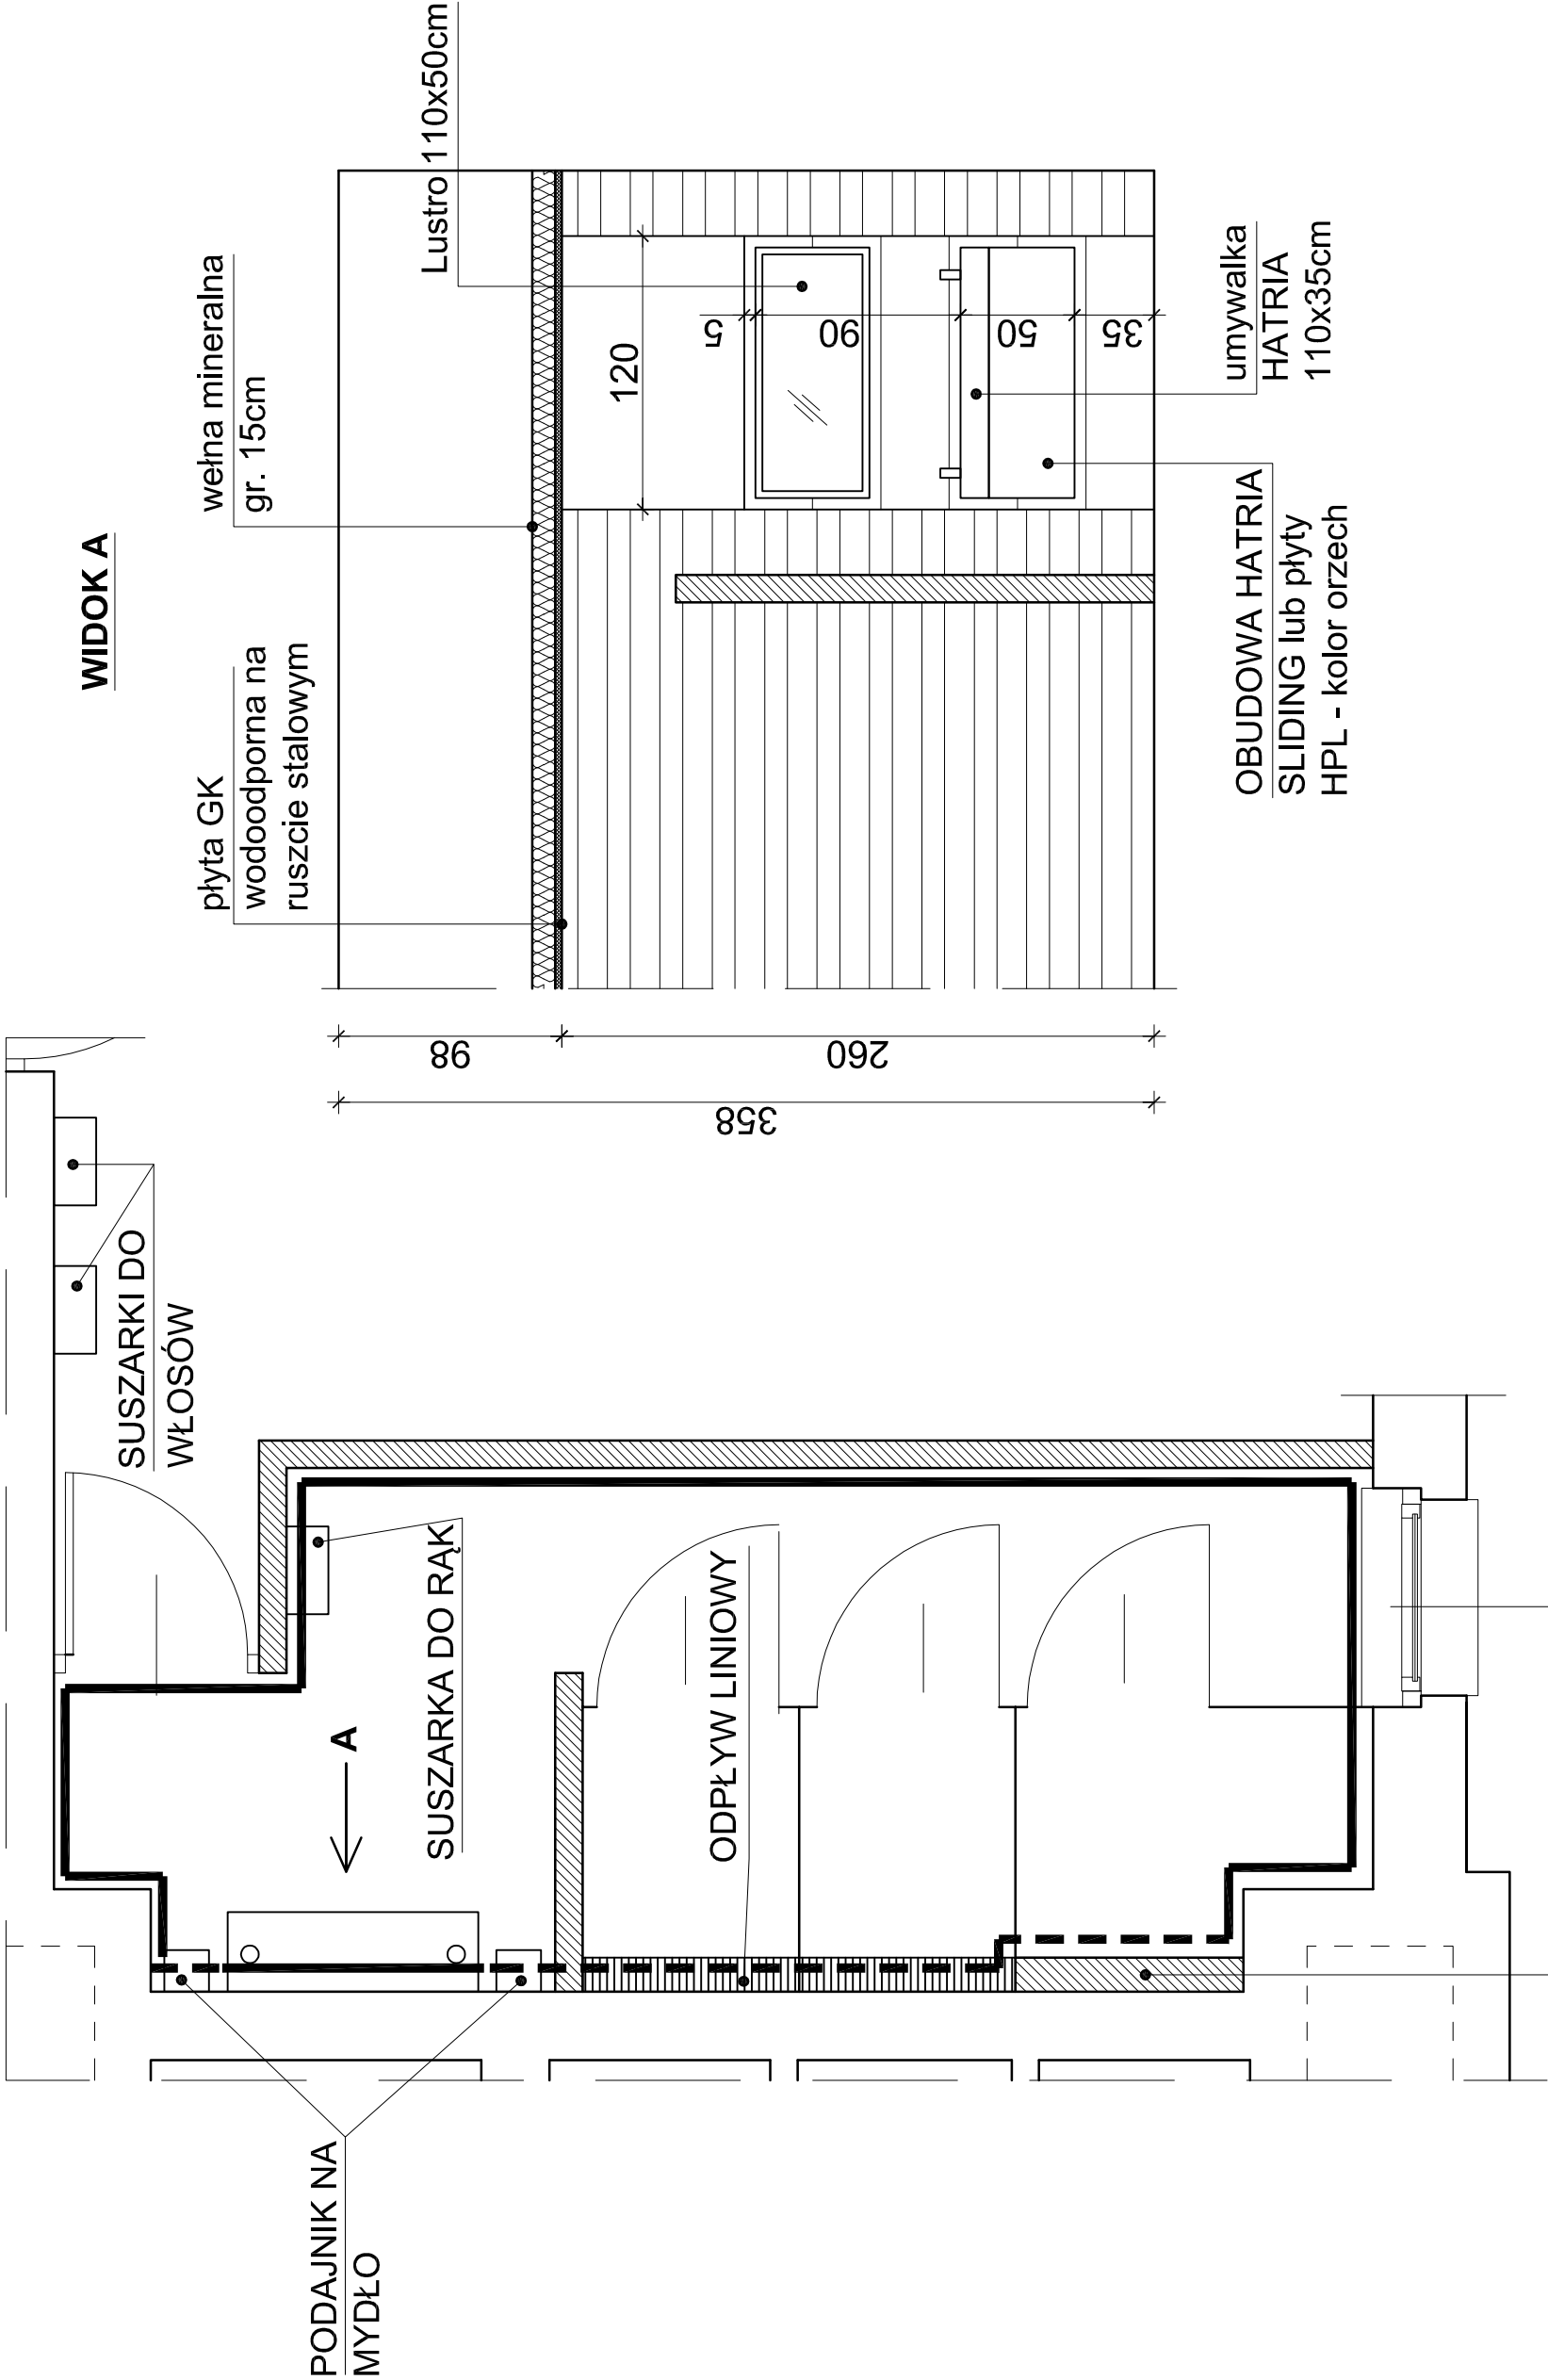 WIDOK A
płyta GK
wodoodporna na
ruszcie stalowym
wełna mineralna
gr. 15cm
Lustro 110x50cm
120
5
90
50
35
98
260
358
OBUDOWA HATRIA
SLIDING lub płyty
HPL - kolor orzech
umywalka
HATRIA
110x35cm
SUSZARKI DO
WŁOSÓW
A
SUSZARKA DO RĄK
ODPŁYW LINIOWY
PODAJNIK NA
MYDŁO